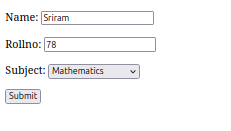 Name: Sriram
Rollno: 78
Subject: Mathematics
Submit